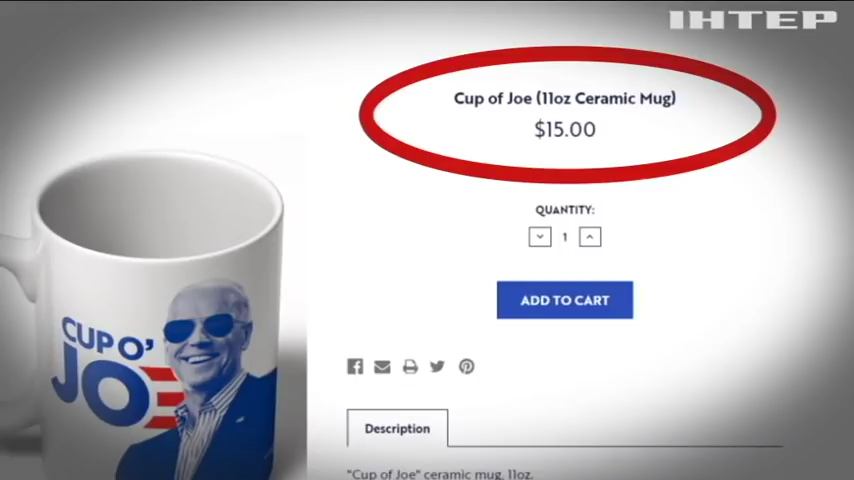 ІНТЕР
Cup of Joe (11oz Ceramic Mug)
$15.00
QUANTITY:
1
ADD TO CART
CUP O'
JOE
Description
"Cup of Joe" ceramic mug, 11oz.